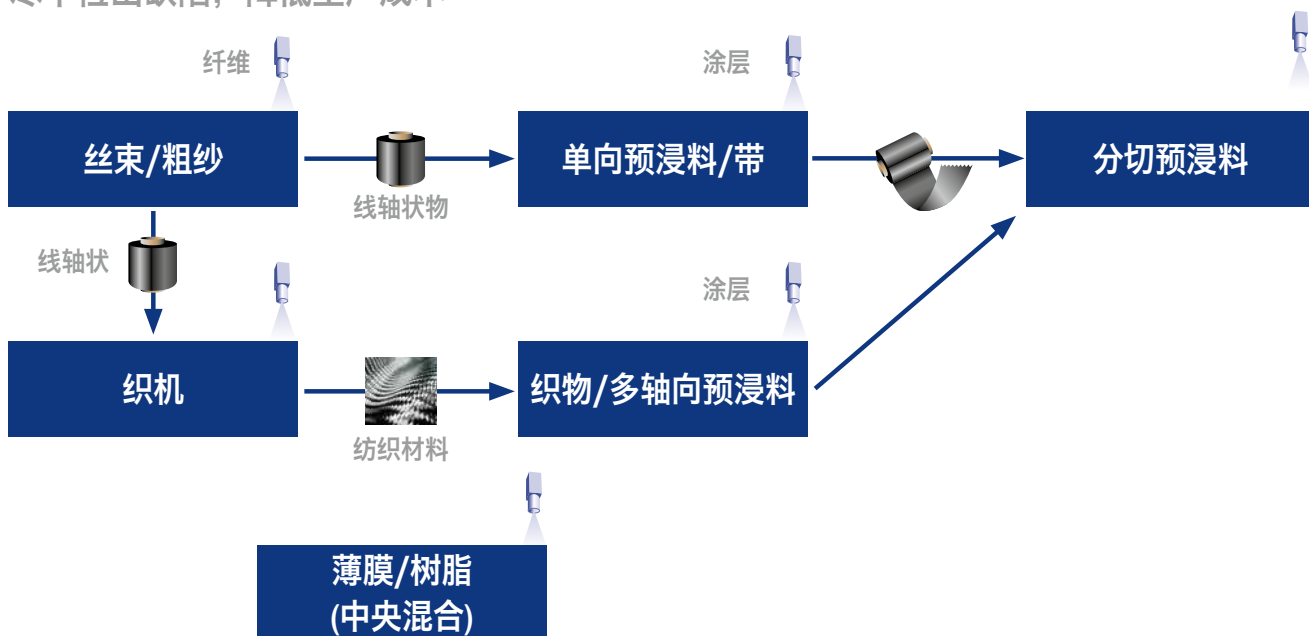 纤维
涂层
丝束/粗纱
单向预浸料/带
分切预浸料
线轴状物
线轴状
涂层
织机
织物/多轴向预浸料
纺织材料
薄膜/树脂
(中央混合)